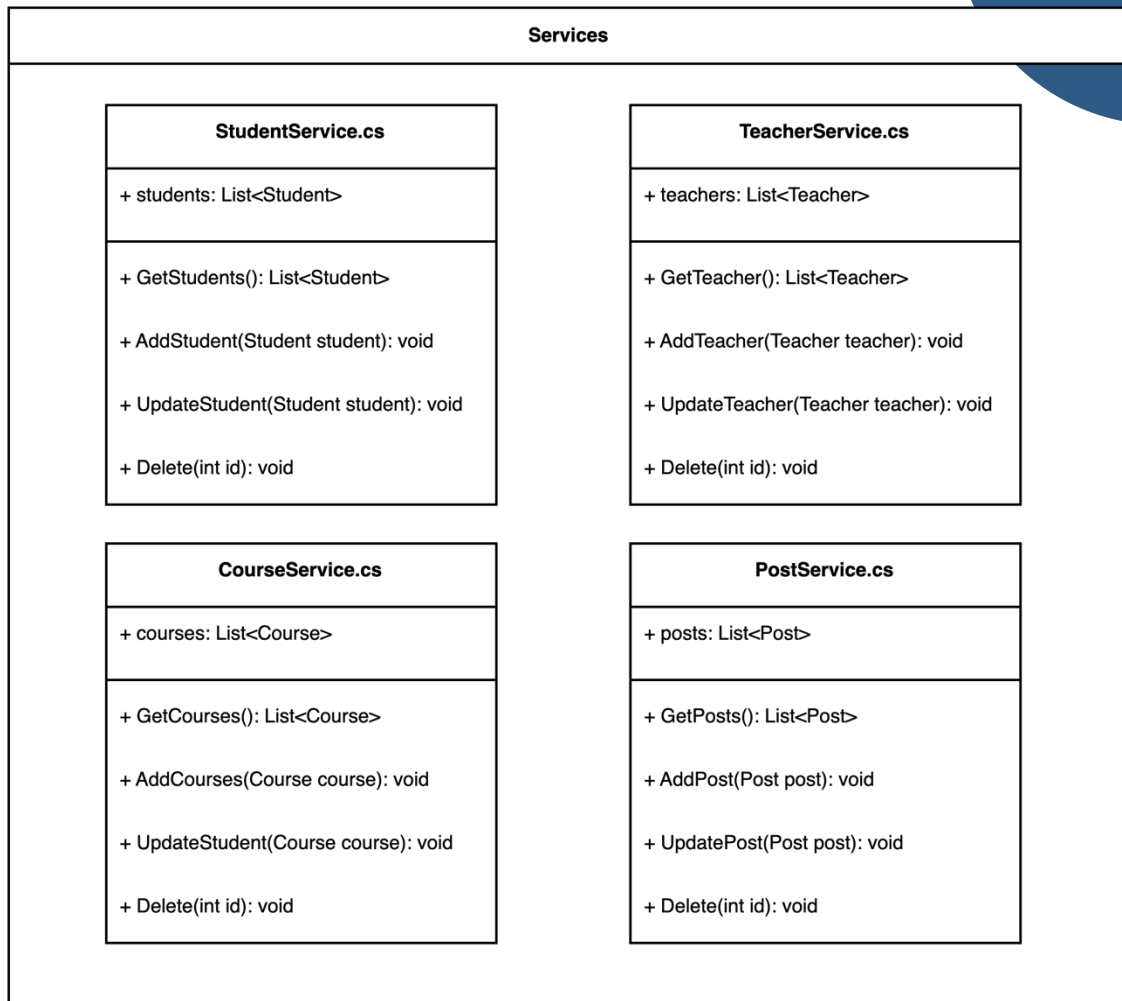 Services
StudentService.cs
+ students: List<Student>
+ GetStudents(): List<Student>
+ AddStudent(Student student): void
+ UpdateStudent(Student student): void
+ Delete(int id): void
TeacherService.cs
+ teachers: List<Teacher>
+ GetTeacher(): List<Teacher>
+ AddTeacher(Teacher teacher): void
+ UpdateTeacher(Teacher teacher): void
+ Delete(int id): void
CourseService.cs
+ courses: List<Course>
+ GetCourses(): List<Course>
+ AddCourses(Course course): void
+ UpdateStudent(Course course): void
+ Delete(int id): void
PostService.cs
+ posts: List<Post>
+ GetPosts(): List<Post>
+ AddPost(Post post): void
+ UpdatePost(Post post): void
+ Delete(int id): void